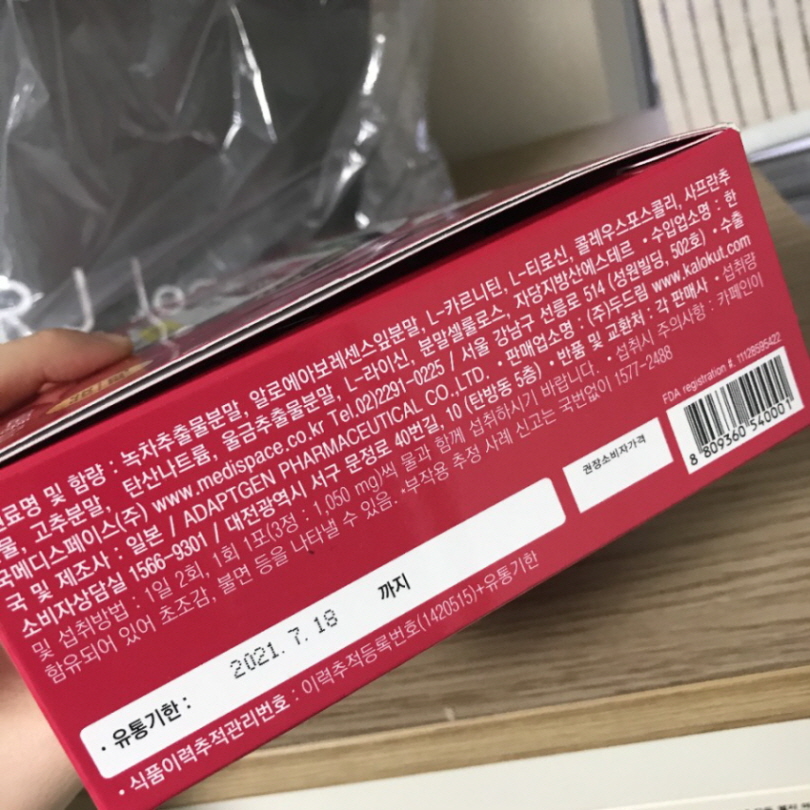 원료명 및 함량 : 녹차추출물분말, 알로에아보레센스잎분말, L-카르니틴, L-티로신, 콜레우스포스콜리, 사프란추
물, 고추분말, 탄산나트륨, 울금추출물분말, L-라이신, 분말셀룰로스, 자당지방산에스테르 • 수입업소명 : 한
국메디스페이스(주) www.medispace.co.kr Tel.02)2291-0225 / 서울 강남구 선릉로 514 (성원빌딩, 502호) • 수출
국 및 제조사 : 일본 / ADAPTGEN PHARMACEUTICAL CO.,LTD. • 판매업소명 : (주)두드림 www.kalokut.com
소비자상담실 1566-9301 / 대전광역시 서구 문정로 40번길, 10 (탄방동 5층) • 반품 및 교환처 : 각 판매사 • 섭취량
및 섭취방법 : 1일 2회, 1회 1포(3정 : 1,050 mg)씩 물과 함께 섭취하시기 바랍니다. • 섭취시 주의사항 : 카페인이
함유되어 있어 초조감, 불면 등을 나타낼 수 있음. •부작용 추정 사례 신고는 국번없이 1577-2488
FDA registration #. 11128595422
8 809360 540001
권장소비자가격
• 유통기한 : 2021. 7. 18 까지
• 식품이력추적관리번호 : 이력추적등록번호(1420515)+유통기한